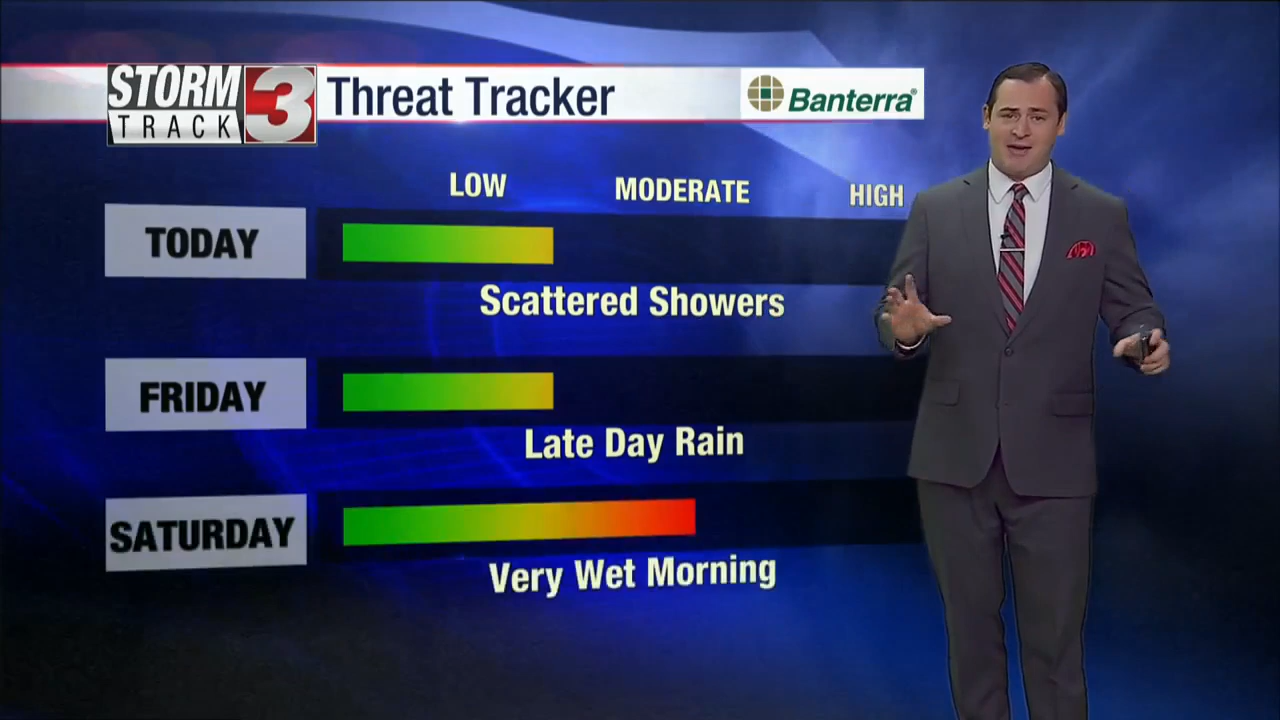 STORM
TRACK
3
Threat Tracker
Banterra®
LOW MODERATE HIGH
TODAY
Scattered Showers
FRIDAY
Late Day Rain
SATURDAY
Very Wet Morning